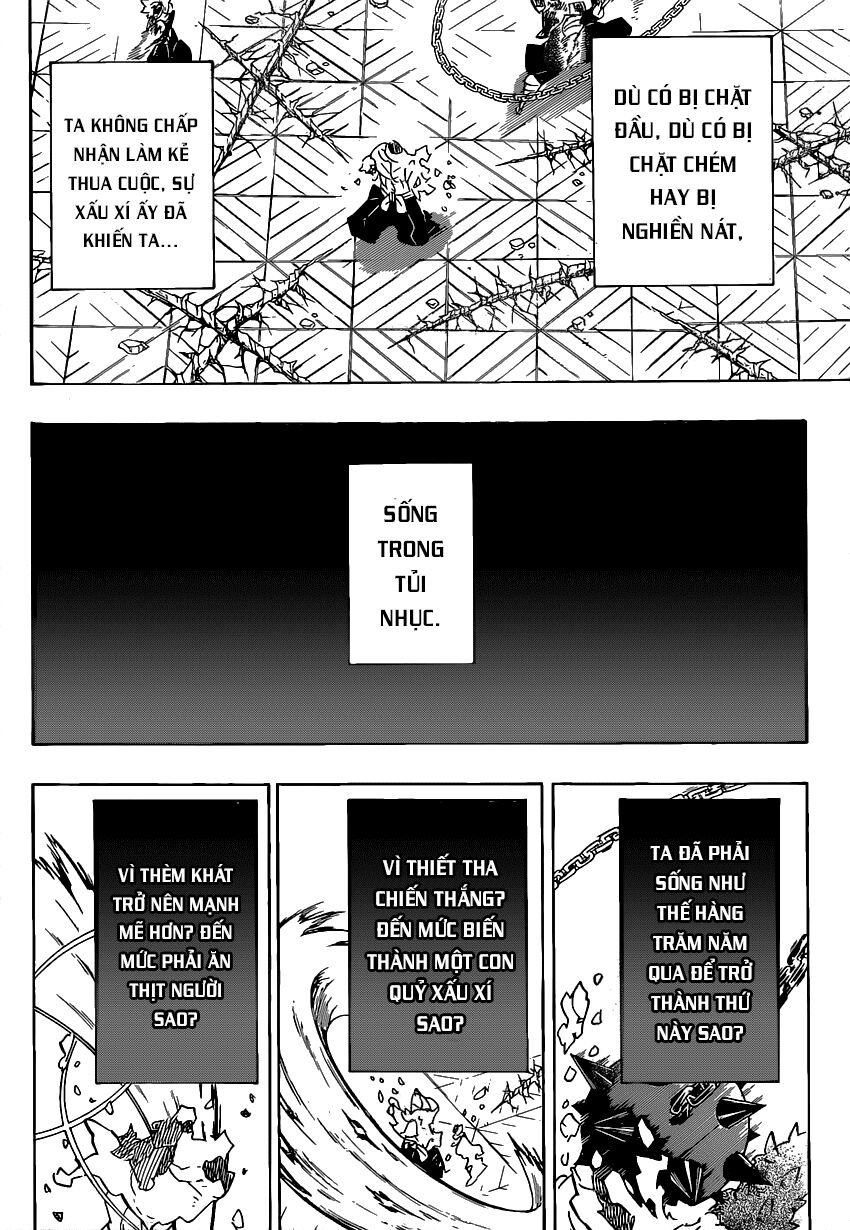 DÙ CÓ BỊ CHẶT
ĐẦU, DÙ CÓ BỊ
CHẶT CHÉM
HAY BỊ
NGHIỀN NÁT,
TA KHÔNG CHẤP
NHẬN LÀM KẺ
THUA CUỘC, SỰ
XẤU XÍ ẤY ĐÃ
KHIẾN TA...
SỐNG
TRONG
TỦI
NHỤC.
TA ĐÃ PHẢI
SỐNG NHƯ
THẾ HÀNG
TRĂM NĂM
QUA ĐỂ TRỞ
THÀNH THỨ
NÀY SAO?
VÌ THIẾT THA
CHIẾN THẮNG?
ĐẾN MỨC BIẾN
THÀNH MỘT CON
QUỶ XẤU XÍ
SAO?
VÌ THÈM KHÁT
TRỞ NÊN MẠNH
MẼ HƠN? ĐẾN
MỨC PHẢI ĂN
THỊT NGƯỜI
SAO?